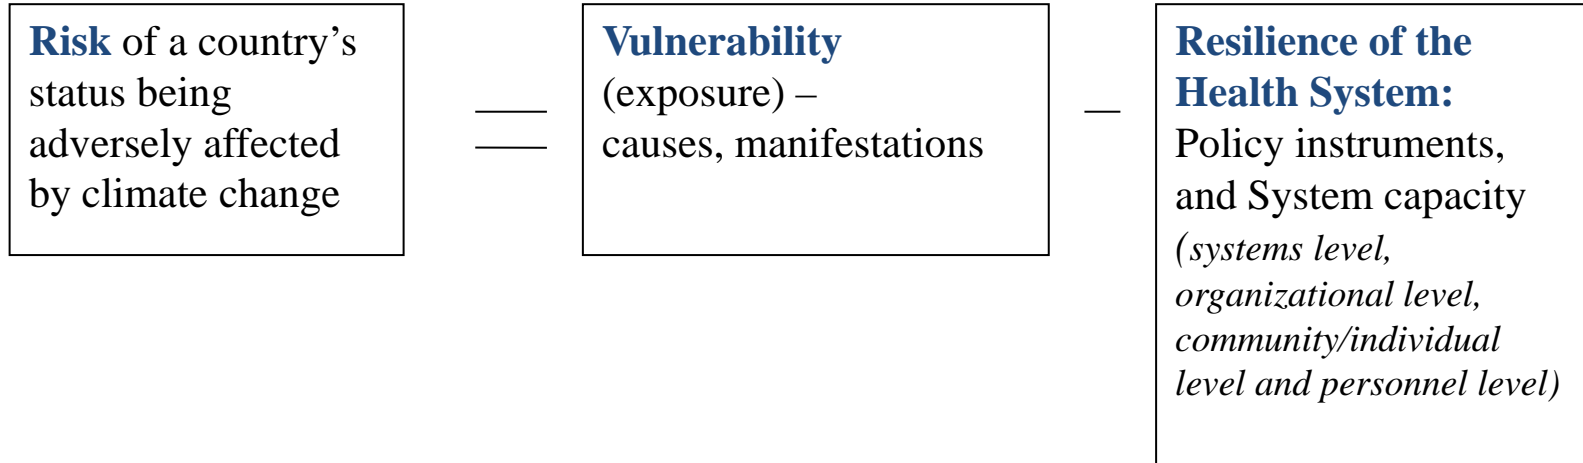 Risk of a country’s
status being
adversely affected
by climate change
=
Vulnerability
(exposure) –
causes, manifestations
–
Resilience of the
Health System:
Policy instruments,
and System capacity
(systems level,
organizational level,
community/individual
level and personnel level)